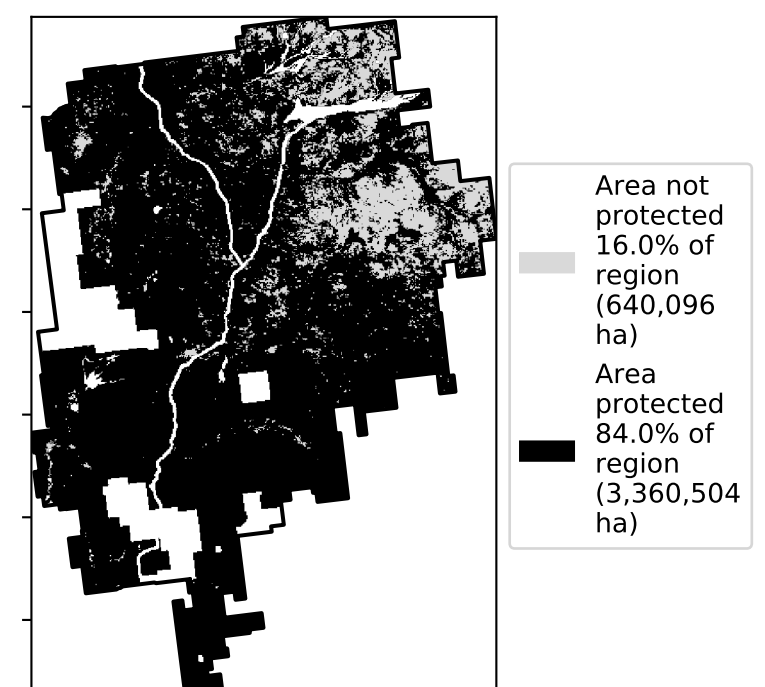 Area not
protected
16.0% of
region
(640,096
ha)
Area
protected
84.0% of
region
(3,360,504
ha)